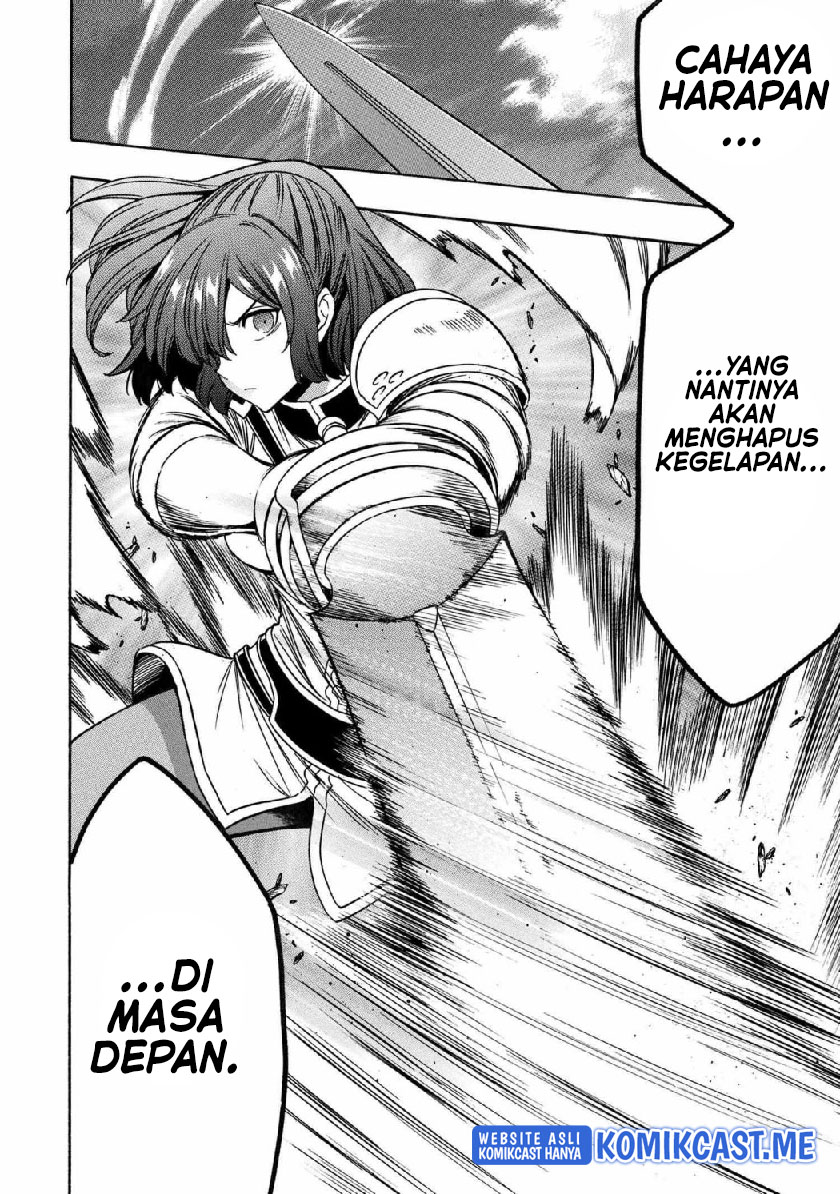 CAHAYA
HARAPAN
...
...YANG
NANTINYA
AKAN
MENGHAPUS
KEGELAPAN...
...DI
MASA
DEPAN.
WEBSITE ASLI
KOMIKCAST HANYA
KOMIKCAST.ME